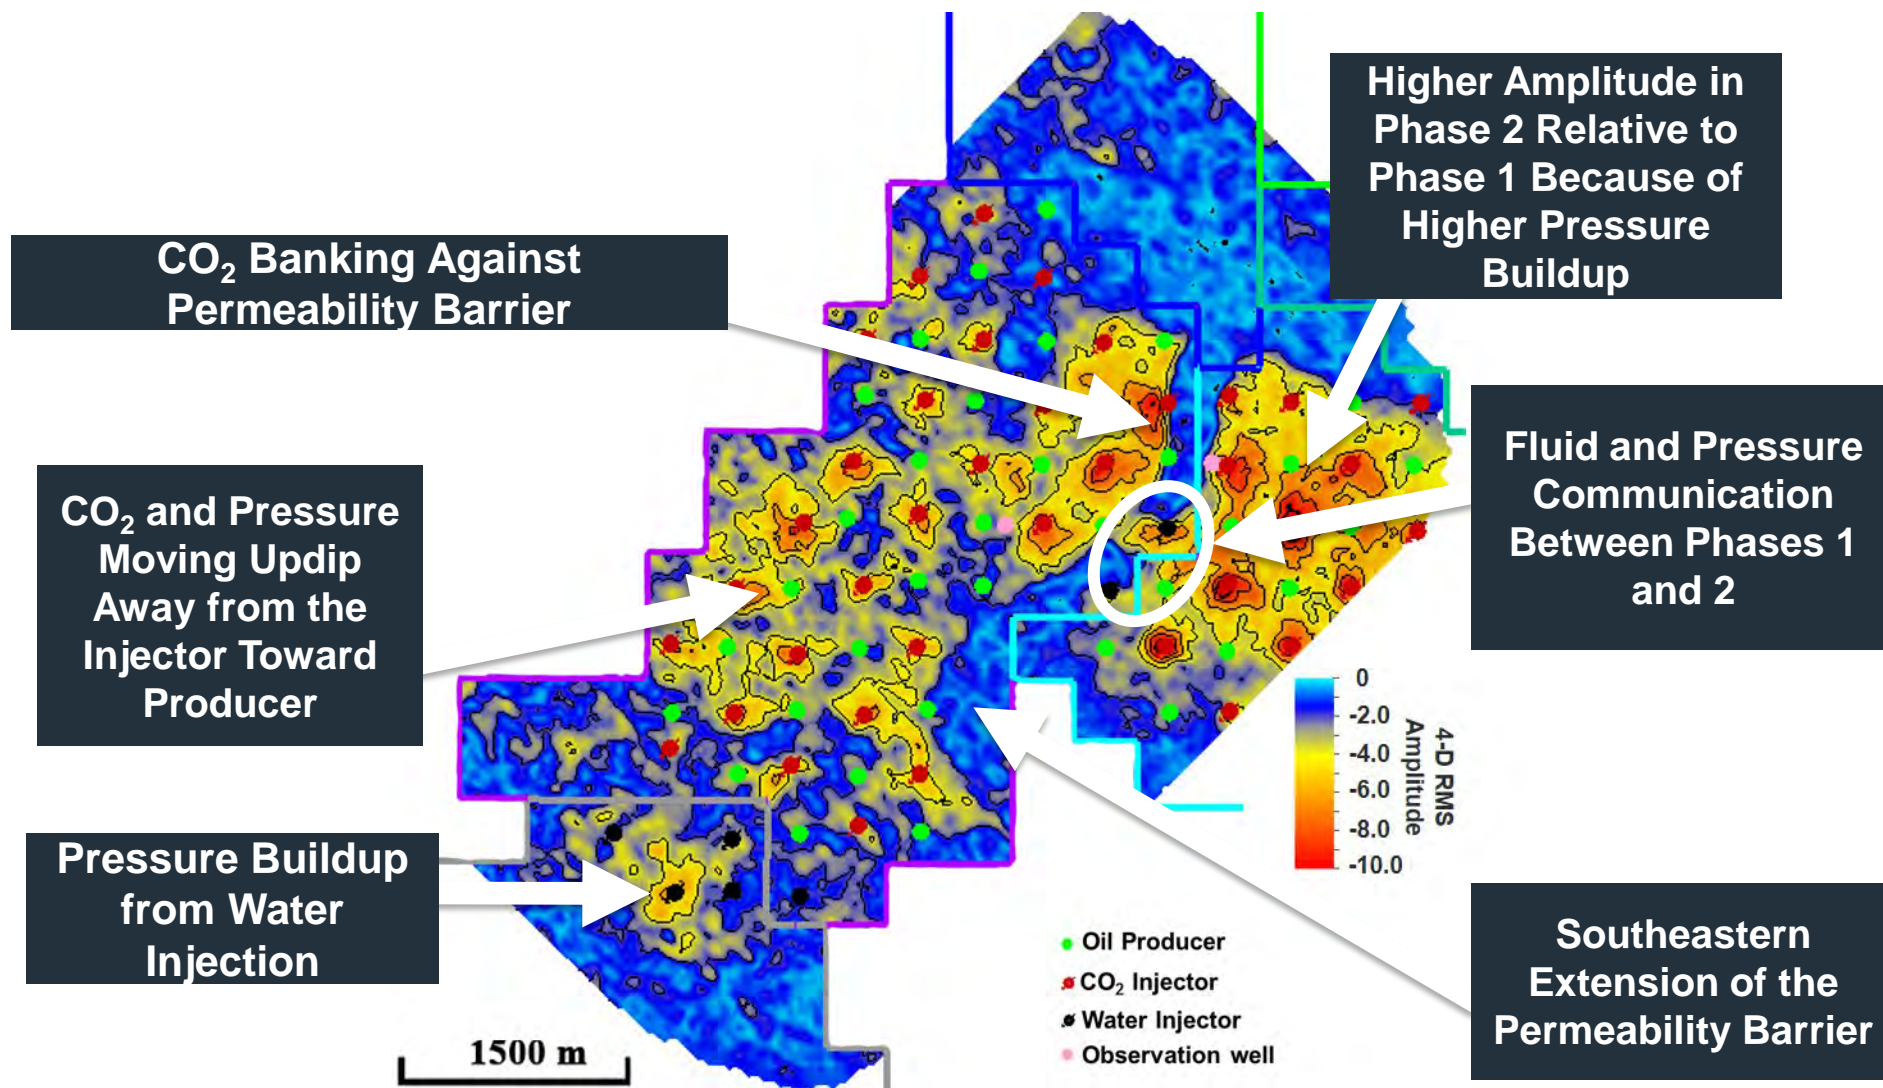 Higher Amplitude in
Phase 2 Relative to
Phase 1 Because of
Higher Pressure
Buildup
CO₂ Banking Against
Permeability Barrier
Fluid and Pressure
Communication
Between Phases 1
and 2
CO₂ and Pressure
Moving Updip
Away from the
Injector Toward
Producer
0
-2.0
-4.0
-6.0
-8.0
-10.0
4-D RMS
Amplitude
Pressure Buildup
from Water
Injection
Southeastern
Extension of the
Permeability Barrier
Oil Producer
CO₂ Injector
Water Injector
Observation well
1500 m